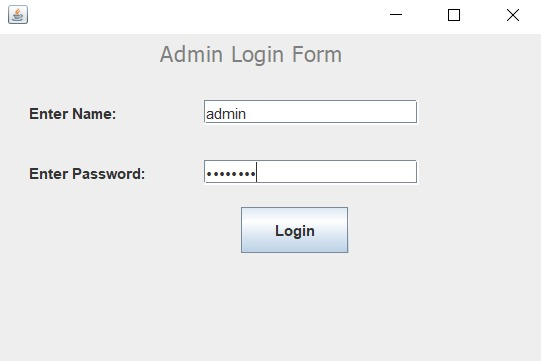 Admin Login Form
Enter Name: admin
Enter Password: ••••••••
Login